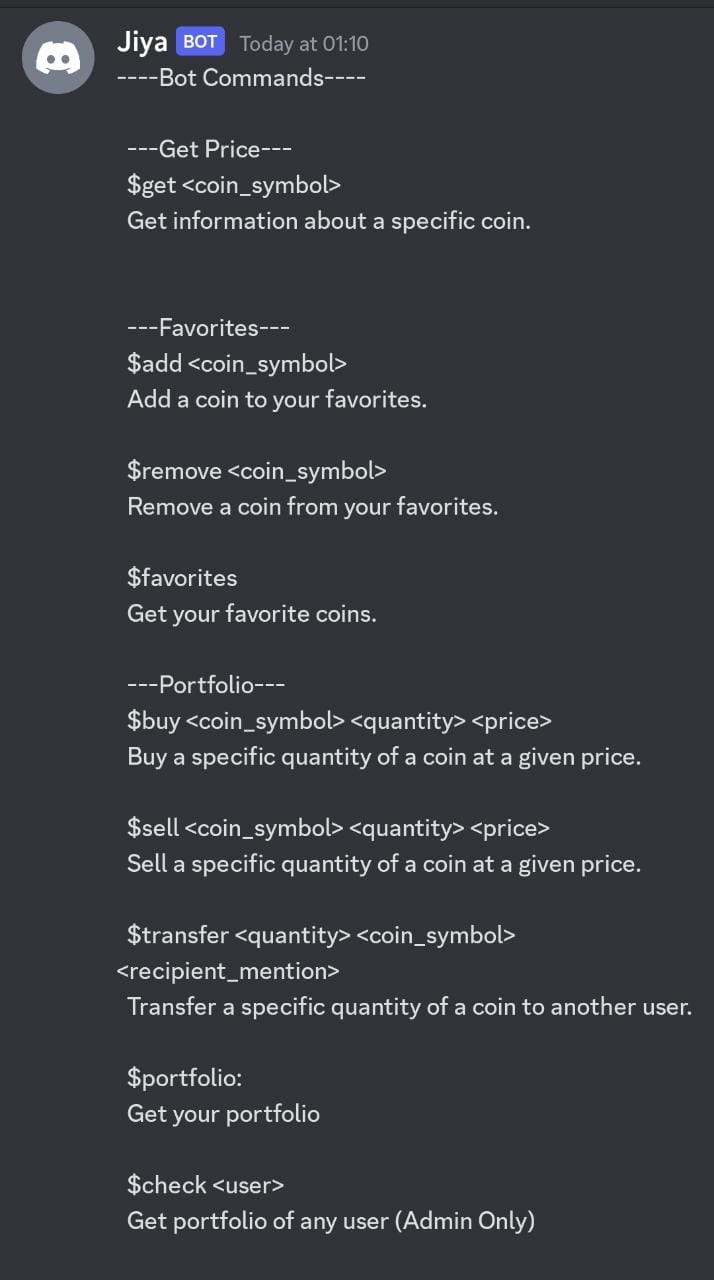 Jiya BOT Today at 01:10
----Bot Commands----
---Get Price---
$get <coin_symbol>
Get information about a specific coin.
---Favorites---
$add <coin_symbol>
Add a coin to your favorites.
$remove <coin_symbol>
Remove a coin from your favorites.
$favorites
Get your favorite coins.
---Portfolio---
$buy <coin_symbol> <quantity> <price>
Buy a specific quantity of a coin at a given price.
$sell <coin_symbol> <quantity> <price>
Sell a specific quantity of a coin at a given price.
$transfer <quantity> <coin_symbol>
<recipient_mention>
Transfer a specific quantity of a coin to another user.
$portfolio:
Get your portfolio
$check <user>
Get portfolio of any user (Admin Only)